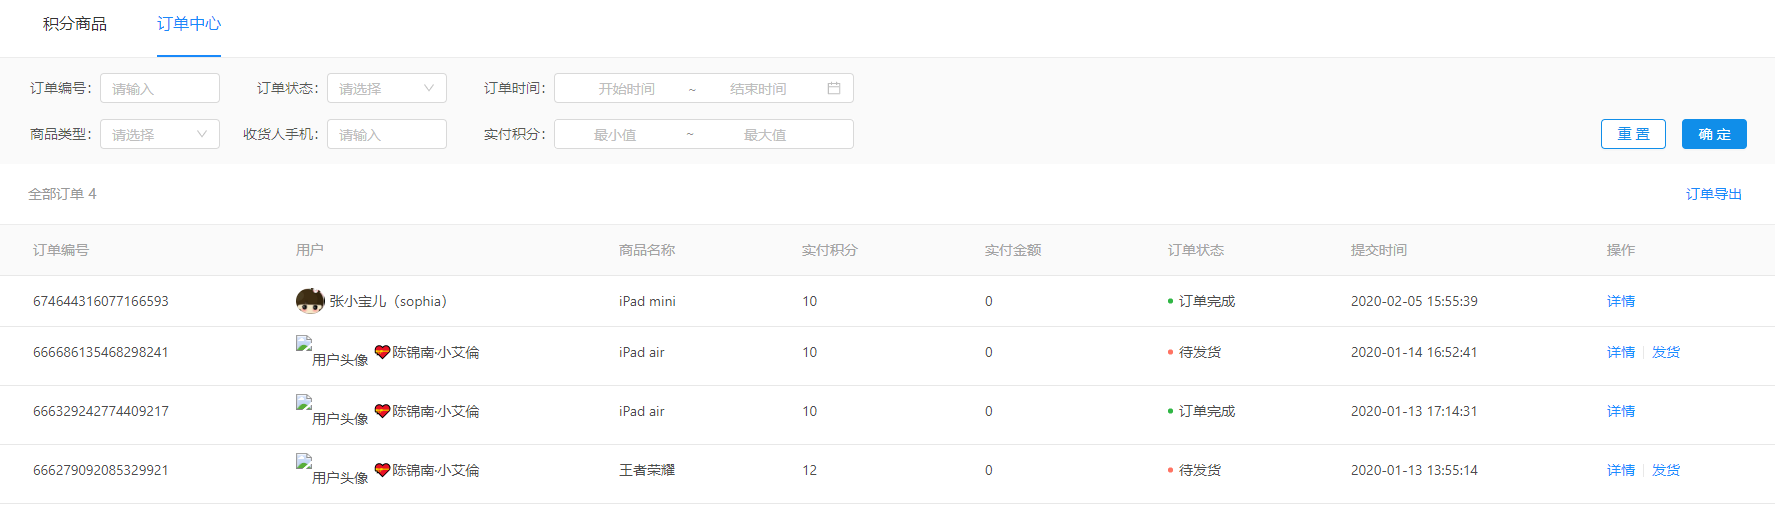 积分商品 订单中心
订单编号: 请输入 订单状态: 请选择 订单时间: 开始时间 ~ 结束时间
商品类型: 请选择 收货人手机: 请输入 实付积分: 最小值 ~ 最大值 重 置 确 定
全部订单 4 订单导出
订单编号 用户 商品名称 实付积分 实付金额 订单状态 提交时间 操作
674644316077166593 张小宝儿（sophia） iPad mini 10 0 订单完成 2020-02-05 15:55:39 详情
666686135468298241 用户头像 陈锦南·小艾倫 iPad air 10 0 待发货 2020-01-14 16:52:41 详情 发货
666329242774409217 用户头像 陈锦南·小艾倫 iPad air 10 0 订单完成 2020-01-13 17:14:31 详情
666279092085329921 用户头像 陈锦南·小艾倫 王者荣耀 12 0 待发货 2020-01-13 13:55:14 详情 发货